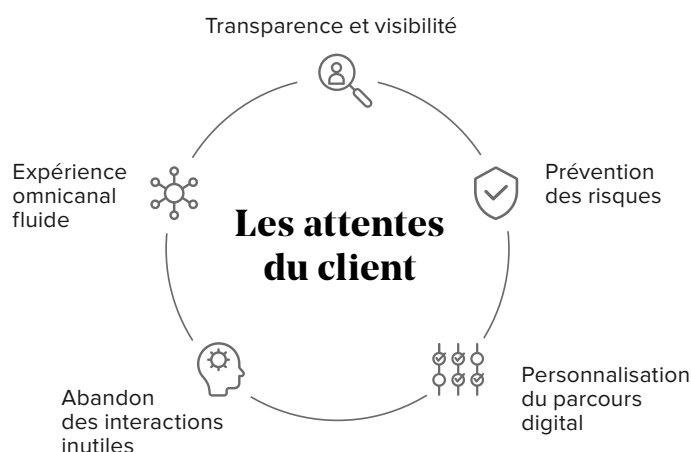 Transparence et visibilité
Expérience
omnicanal
fluide
Prévention
des risques
Les attentes
du client
Abandon
des interactions
inutiles
Personnalisation
du parcours
digital